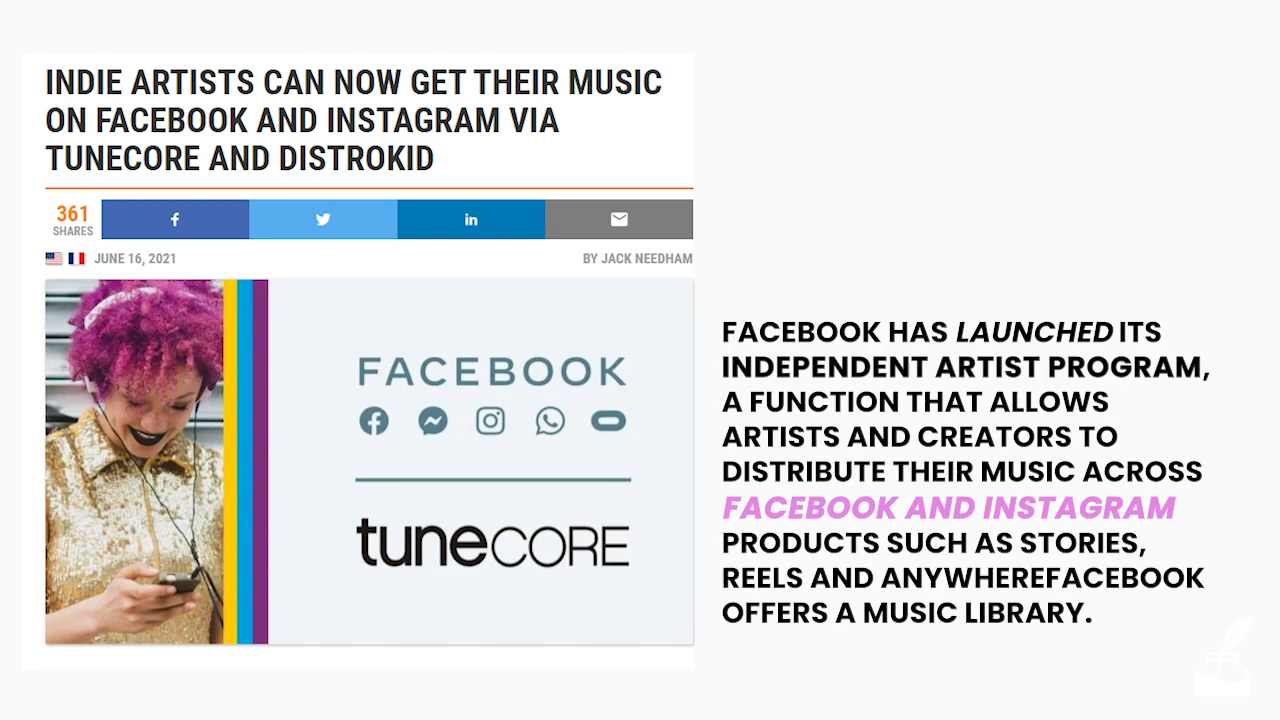 INDIE ARTISTS CAN NOW GET THEIR MUSIC
ON FACEBOOK AND INSTAGRAM VIA
TUNECORE AND DISTROKID
361
SHARES
JUNE 16, 2021
BY JACK NEEDHAM
FACEBOOK
tunecore
FACEBOOK HAS LAUNCHED ITS
INDEPENDENT ARTIST PROGRAM,
A FUNCTION THAT ALLOWS
ARTISTS AND CREATORS TO
DISTRIBUTE THEIR MUSIC ACROSS
FACEBOOK AND INSTAGRAM
PRODUCTS SUCH AS STORIES,
REELS AND ANYWHEREFACEBOOK
OFFERS A MUSIC LIBRARY.